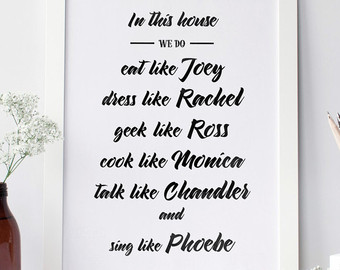 In this house
WE DO
eat like Joey
dress like Rachel
geek like Ross
cook like Monica
talk like Chandler
and
sing like Phoebe